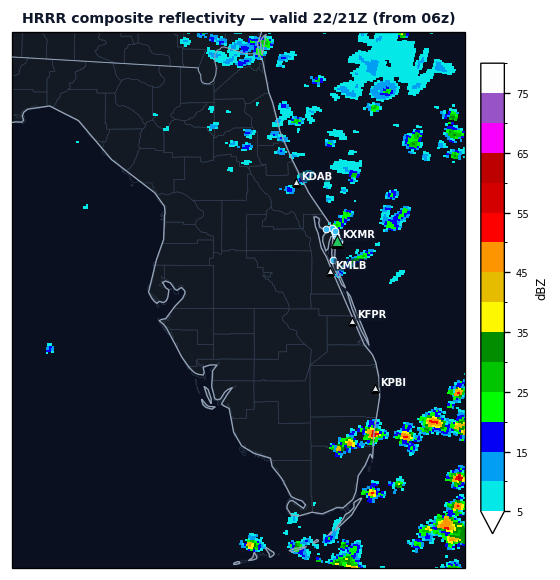 HRRR composite reflectivity — valid 22/21Z (from 06z)
KDAB
KXMR
KMLB
KFPR
KPBI
75
65
55
45
35
25
15
5
dBZ